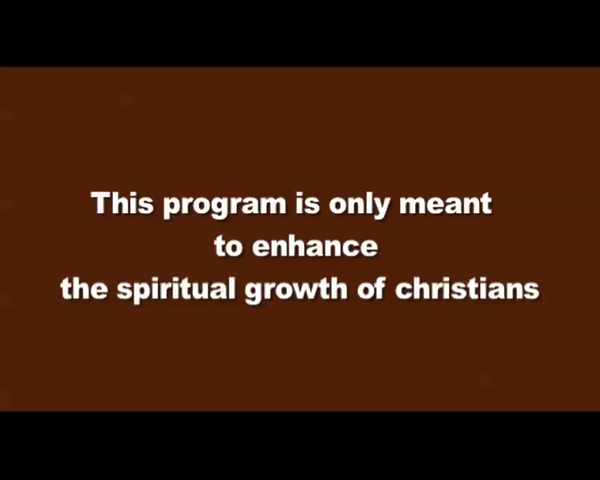 This program is only meant
to enhance
the spiritual growth of christians